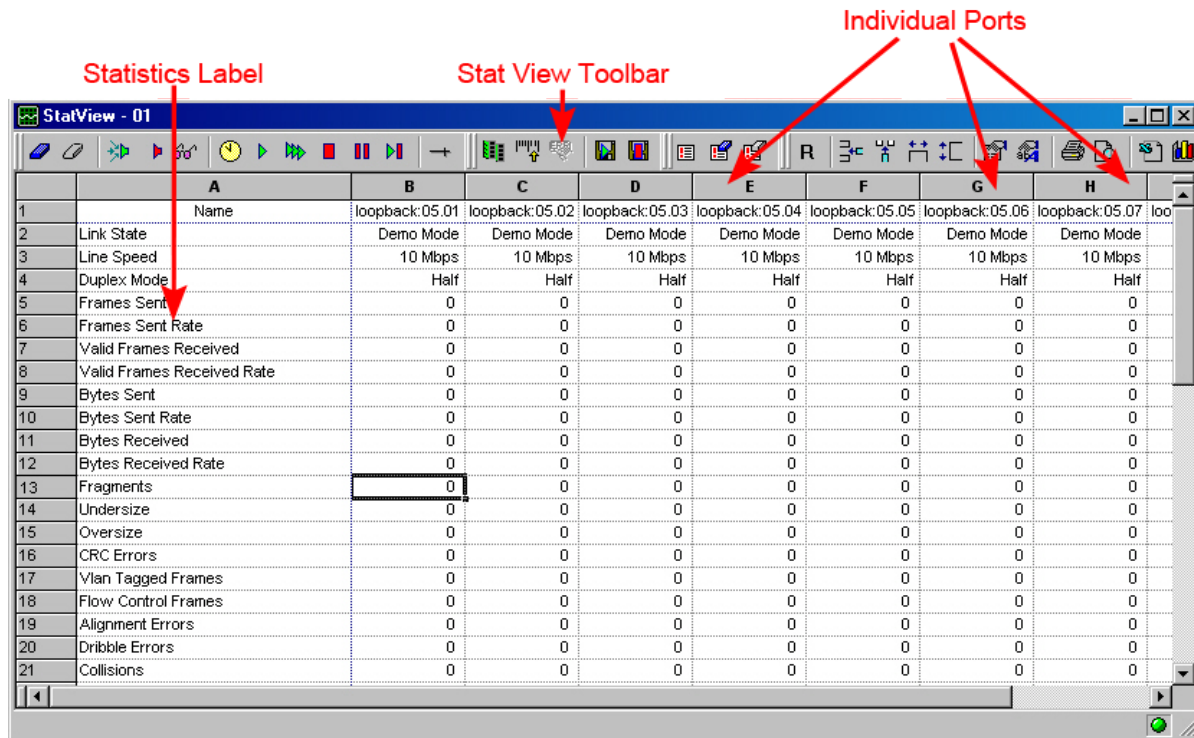 Individual Ports
Statistics Label
Stat View Toolbar
StatView - 01
R
A B C D E F G H
1 Name loopback:05.01 loopback:05.02 loopback:05.03 loopback:05.04 loopback:05.05 loopback:05.06 loopback:05.07 loo
2 Link State Demo Mode Demo Mode Demo Mode Demo Mode Demo Mode Demo Mode Demo Mode
3 Line Speed 10 Mbps 10 Mbps 10 Mbps 10 Mbps 10 Mbps 10 Mbps 10 Mbps
4 Duplex Mode Half Half Half Half Half Half Half
5 Frames Sent 0 0 0 0 0 0 0
6 Frames Sent Rate 0 0 0 0 0 0 0
7 Valid Frames Received 0 0 0 0 0 0 0
8 Valid Frames Received Rate 0 0 0 0 0 0 0
9 Bytes Sent 0 0 0 0 0 0 0
10 Bytes Sent Rate 0 0 0 0 0 0 0
11 Bytes Received 0 0 0 0 0 0 0
12 Bytes Received Rate 0 0 0 0 0 0 0
13 Fragments 0 0 0 0 0 0 0
14 Undersize 0 0 0 0 0 0 0
15 Oversize 0 0 0 0 0 0 0
16 CRC Errors 0 0 0 0 0 0 0
17 Vlan Tagged Frames 0 0 0 0 0 0 0
18 Flow Control Frames 0 0 0 0 0 0 0
19 Alignment Errors 0 0 0 0 0 0 0
20 Dribble Errors 0 0 0 0 0 0 0
21 Collisions 0 0 0 0 0 0 0